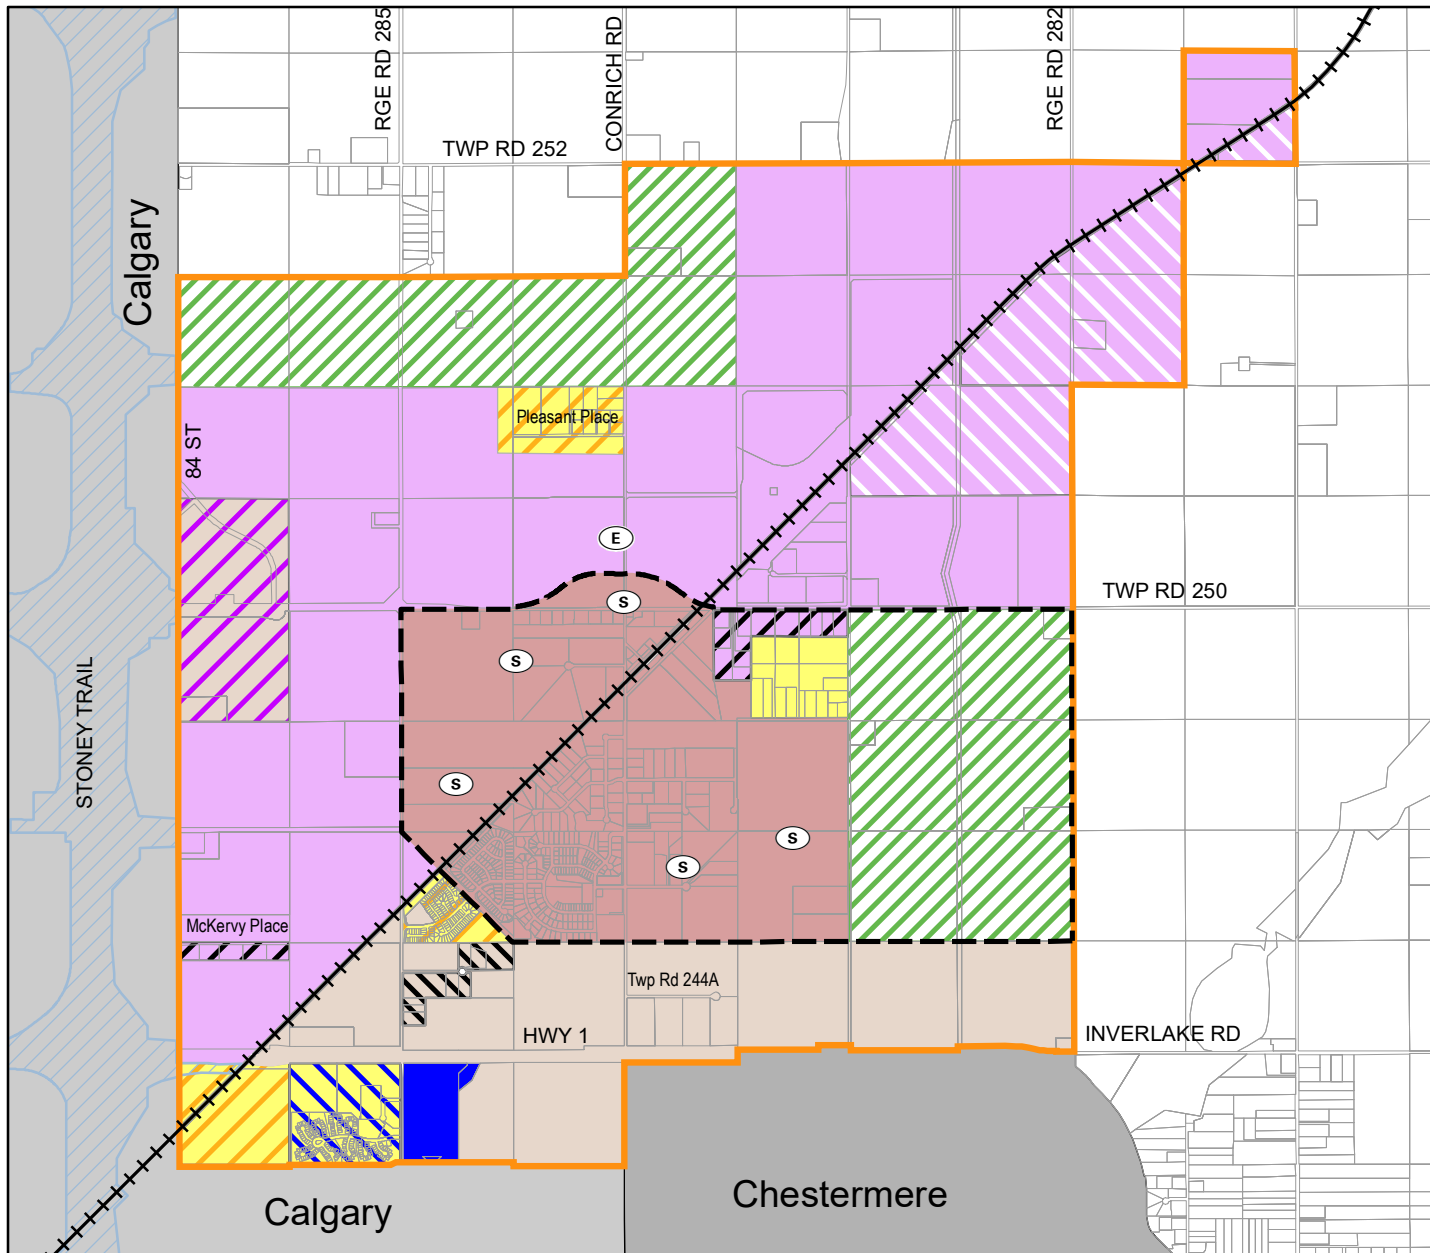 RGE RD 285
CONRICH RD
RGE RD 282
TWP RD 252
Calgary
Pleasant Place
84 ST
E
TWP RD 250
S
S
STONEY TRAIL
S
S
S
McKervy Place
Twp Rd 244A
HWY 1
INVERLAKE RD
Chestermere
Calgary